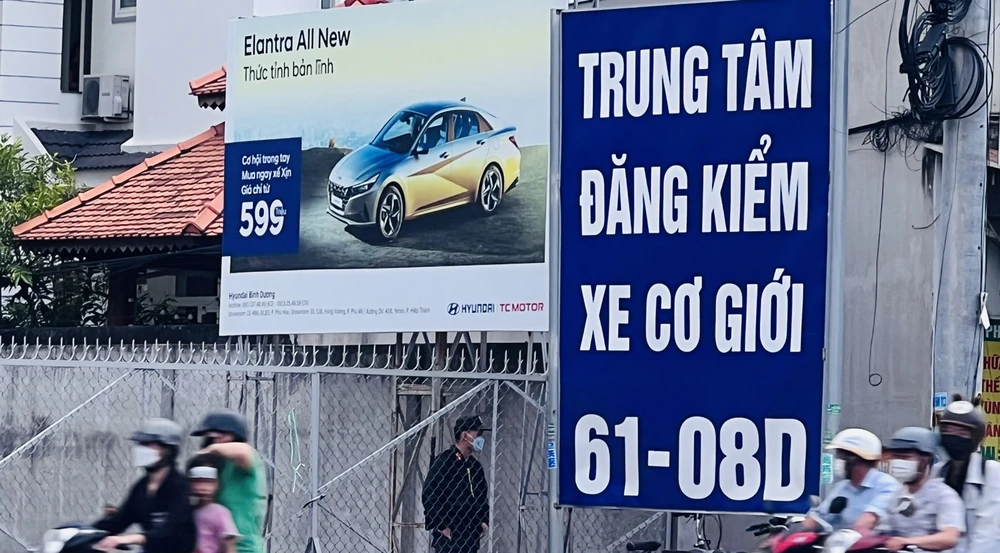 Elantra All New
Thức tỉnh bản lĩnh
Cơ hội trong tay
Mua ngay xế Xịn
Giá chỉ từ
599 triệu
Hyundai Bình Dương
HYUNDAI TC MOTOR
TRUNG TÂM
ĐĂNG KIỂM
XE CƠ GIỚI
61-08D